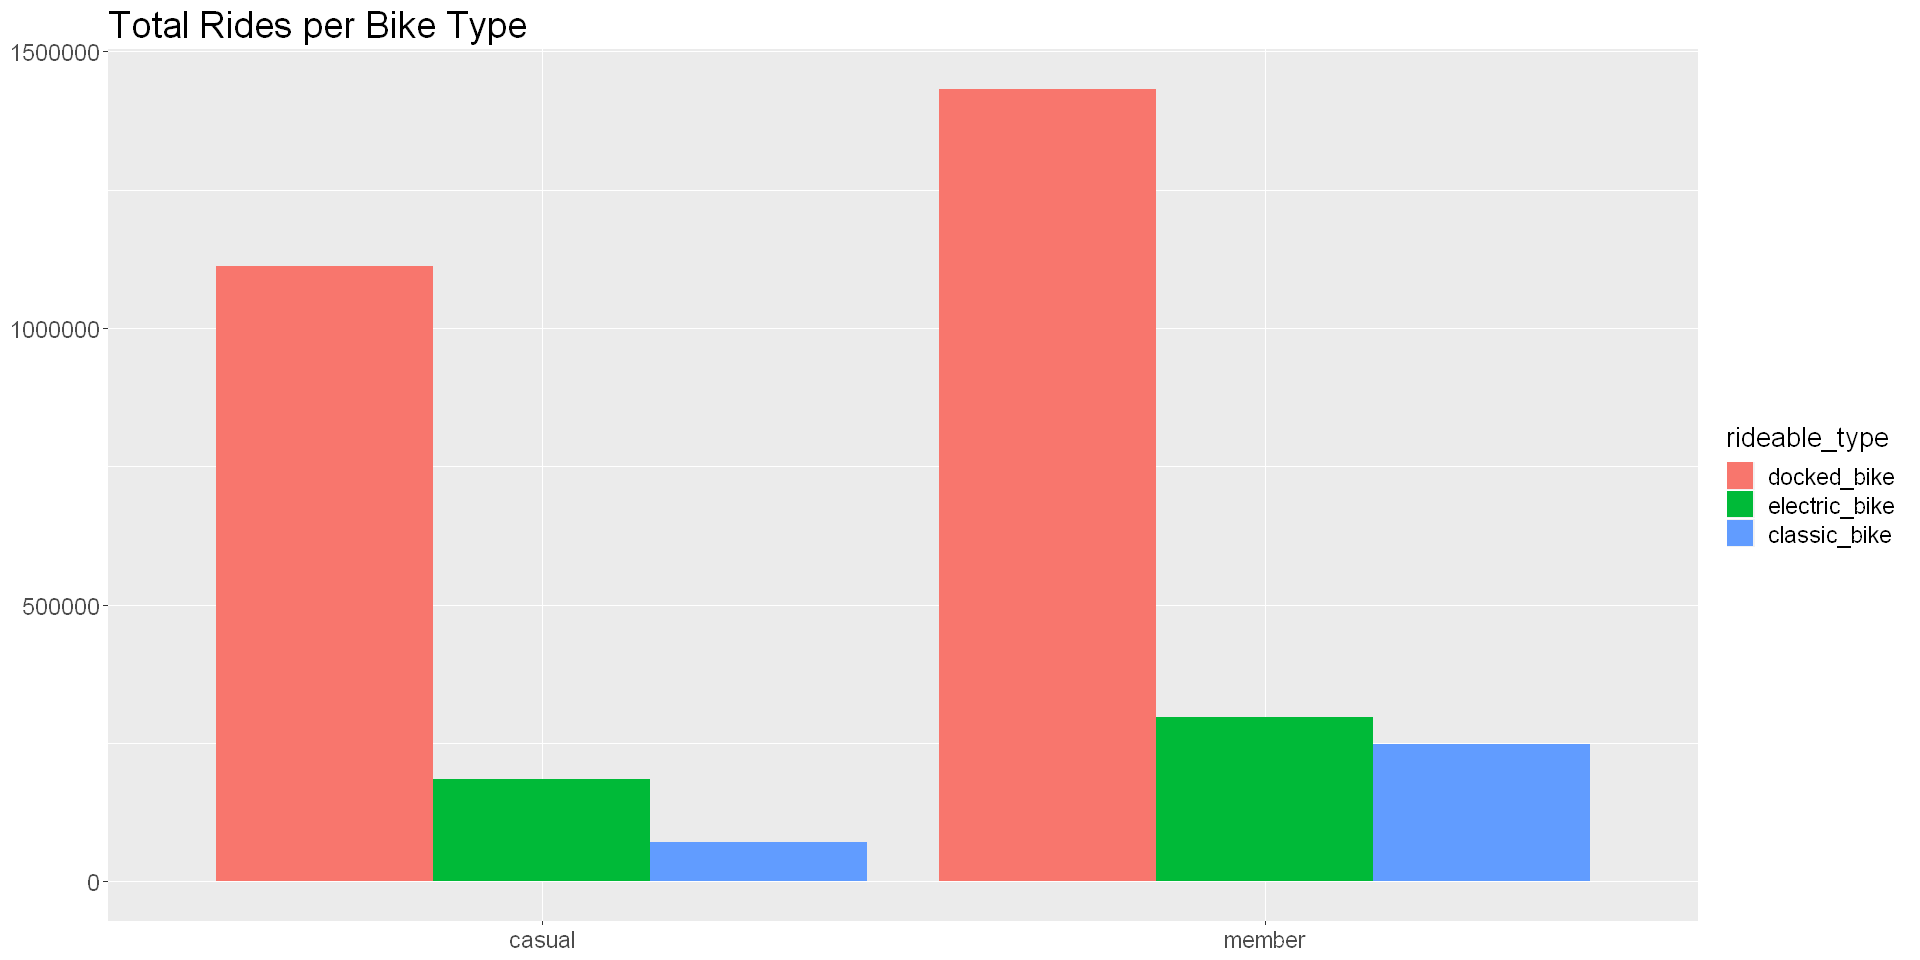 Total Rides per Bike Type
1500000
1000000
500000
0
casual
member
rideable_type
docked_bike
electric_bike
classic_bike